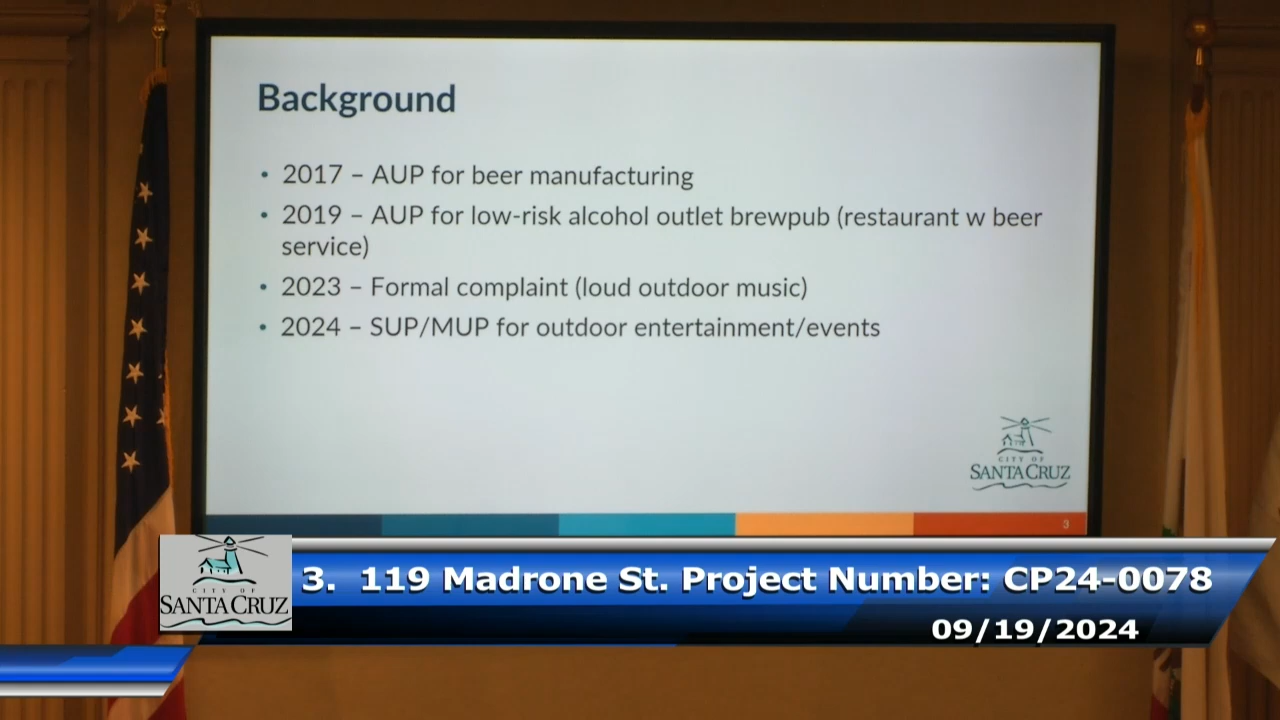 Background
• 2017 – AUP for beer manufacturing
• 2019 – AUP for low-risk alcohol outlet brewpub (restaurant w beer
service)
• 2023 – Formal complaint (loud outdoor music)
• 2024 – SUP/MUP for outdoor entertainment/events
CITY OF
SANTA CRUZ
3
CITY OF
SANTA CRUZ
3. 119 Madrone St. Project Number: CP24-0078
09/19/2024